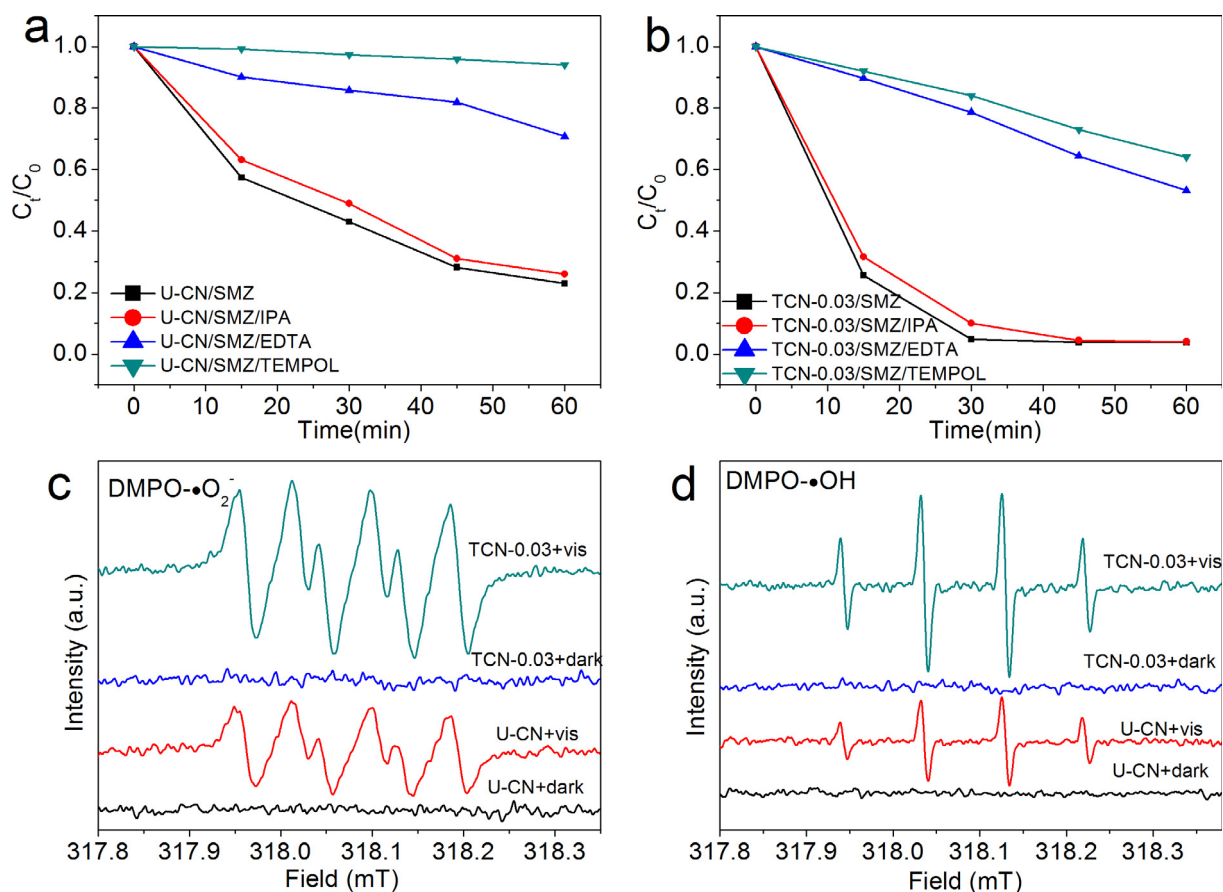 a
C_t/C_0
1.0
0.8
0.6
0.4
0.2
0.0
U-CN/SMZ
U-CN/SMZ/IPA
U-CN/SMZ/EDTA
U-CN/SMZ/TEMPOL
0 10 20 30 40 50 60
Time(min)
b
C_t/C_0
1.0
0.8
0.6
0.4
0.2
0.0
TCN-0.03/SMZ
TCN-0.03/SMZ/IPA
TCN-0.03/SMZ/EDTA
TCN-0.03/SMZ/TEMPOL
0 10 20 30 40 50 60
Time(min)
c
DMPO-•O₂⁻
Intensity (a.u.)
TCN-0.03+vis
TCN-0.03+dark
U-CN+vis
U-CN+dark
317.8 317.9 318.0 318.1 318.2 318.3
Field (mT)
d
DMPO-•OH
Intensity (a.u.)
TCN-0.03+vis
TCN-0.03+dark
U-CN+vis
U-CN+dark
317.8 317.9 318.0 318.1 318.2 318.3
Field (mT)